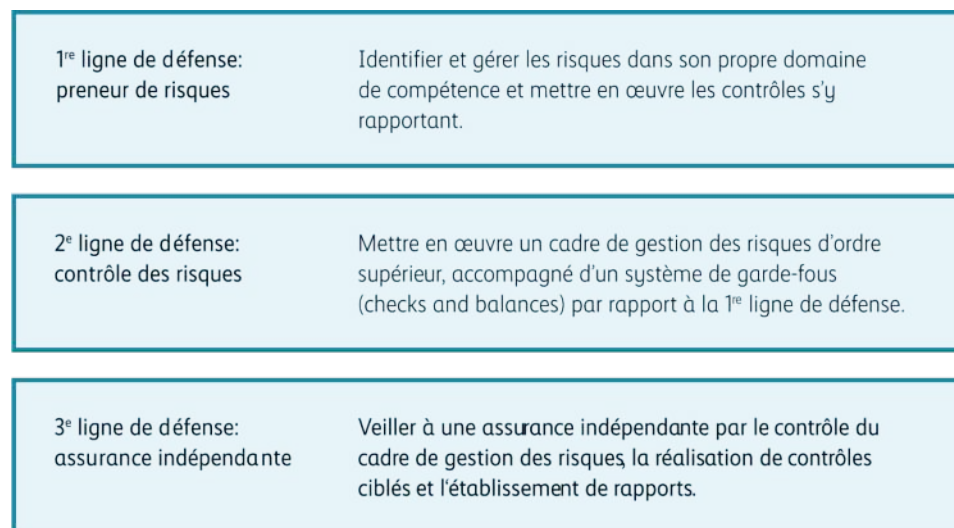 1re ligne de défense:
preneur de risques
Identifier et gérer les risques dans son propre domaine
de compétence et mettre en œuvre les contrôles s'y
rapportant.
2e ligne de défense:
contrôle des risques
Mettre en œuvre un cadre de gestion des risques d'ordre
supérieur, accompagné d'un système de garde-fous
(checks and balances) par rapport à la 1re ligne de défense.
3e ligne de défense:
assurance indépendante
Veiller à une assurance indépendante par le contrôle du
cadre de gestion des risques, la réalisation de contrôles
ciblés et l'établissement de rapports.